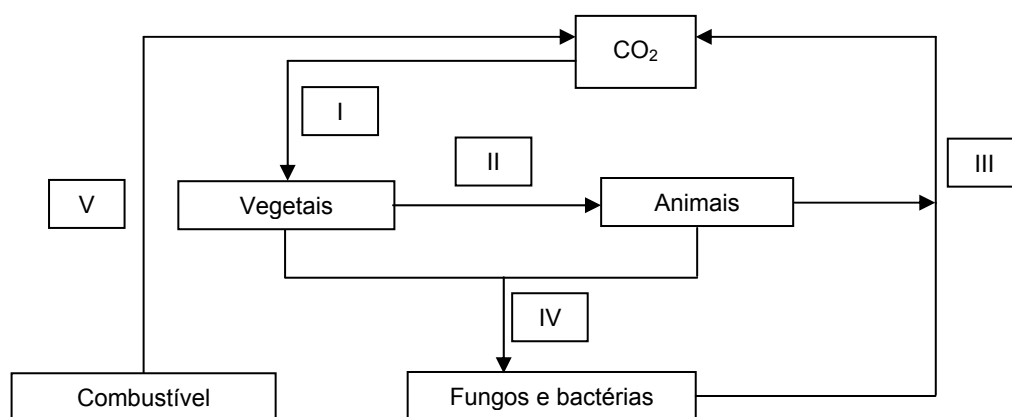 CO₂
I
II
III
V
Vegetais
Animais
IV
Combustível
Fungos e bactérias